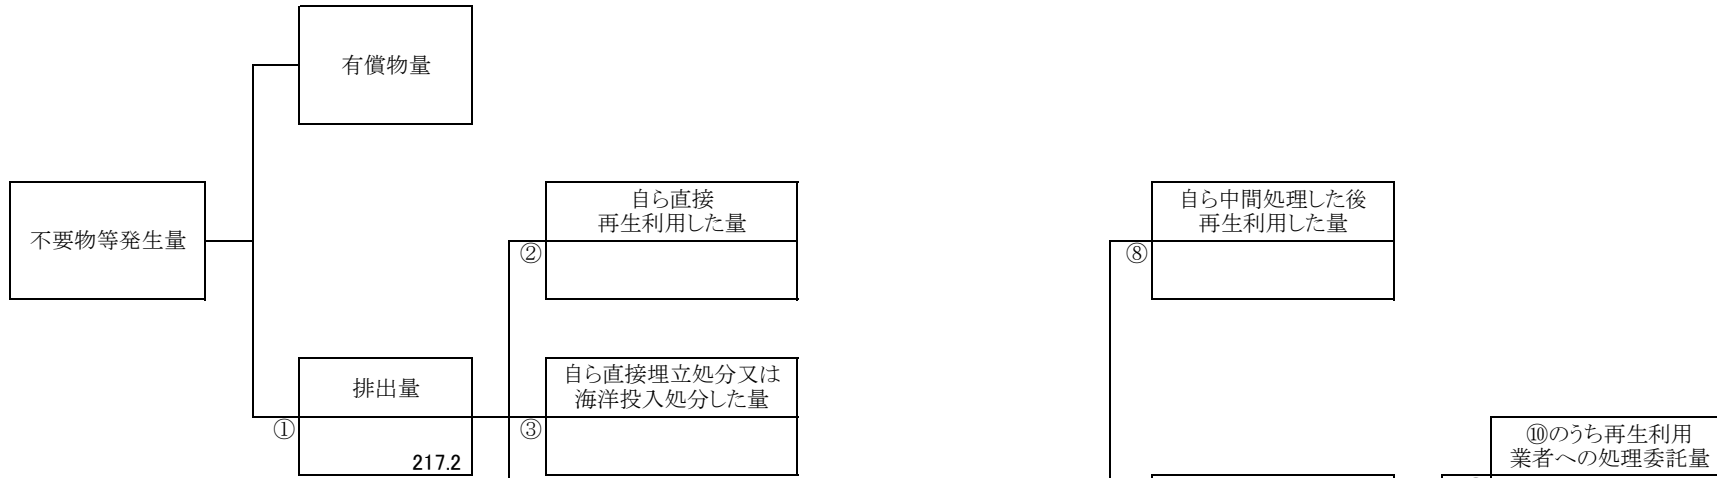 有償物量
自ら直接
再生利用した量
自ら中間処理した後
再生利用した量
不要物等発生量
②
⑧
排出量
自ら直接埋立処分又は
海洋投入処分した量
①
③
217.2
⑩のうち再生利用
業者への処理委託量